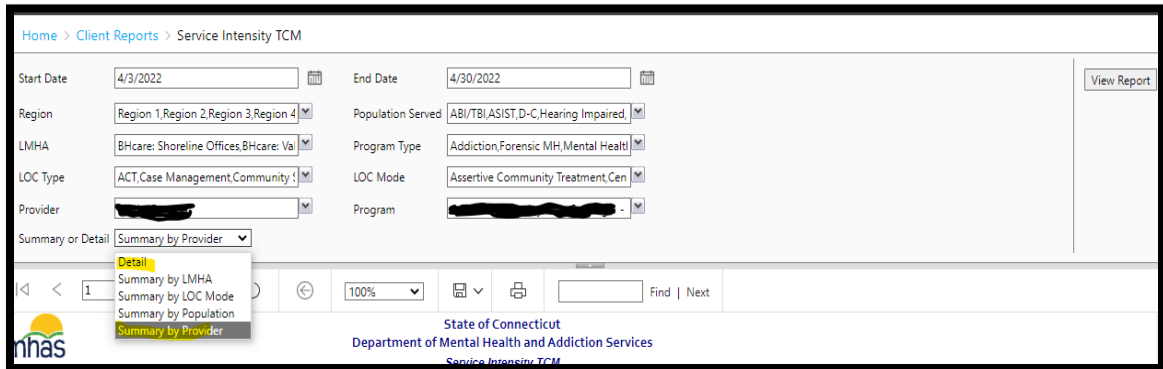 Home > Client Reports > Service Intensity TCM
Start Date 4/3/2022 End Date 4/30/2022 View Report
Region Region 1,Region 2,Region 3,Region 4 Population Served ABI/TBI,ASIST,D-C,Hearing Impaired,
LMHA BHcare: Shoreline Offices,BHcare: Val Program Type Addiction,Forensic MH,Mental Healtl
LOC Type ACT,Case Management,Community LOC Mode Assertive Community Treatment,Cen
Provider Program -
Summary or Detail Summary by Provider
Detail
Summary by LMHA
Summary by LOC Mode
Summary by Population
Summary by Provider
1 100% Find | Next
mhas
State of Connecticut
Department of Mental Health and Addiction Services
Service Intensity TCM